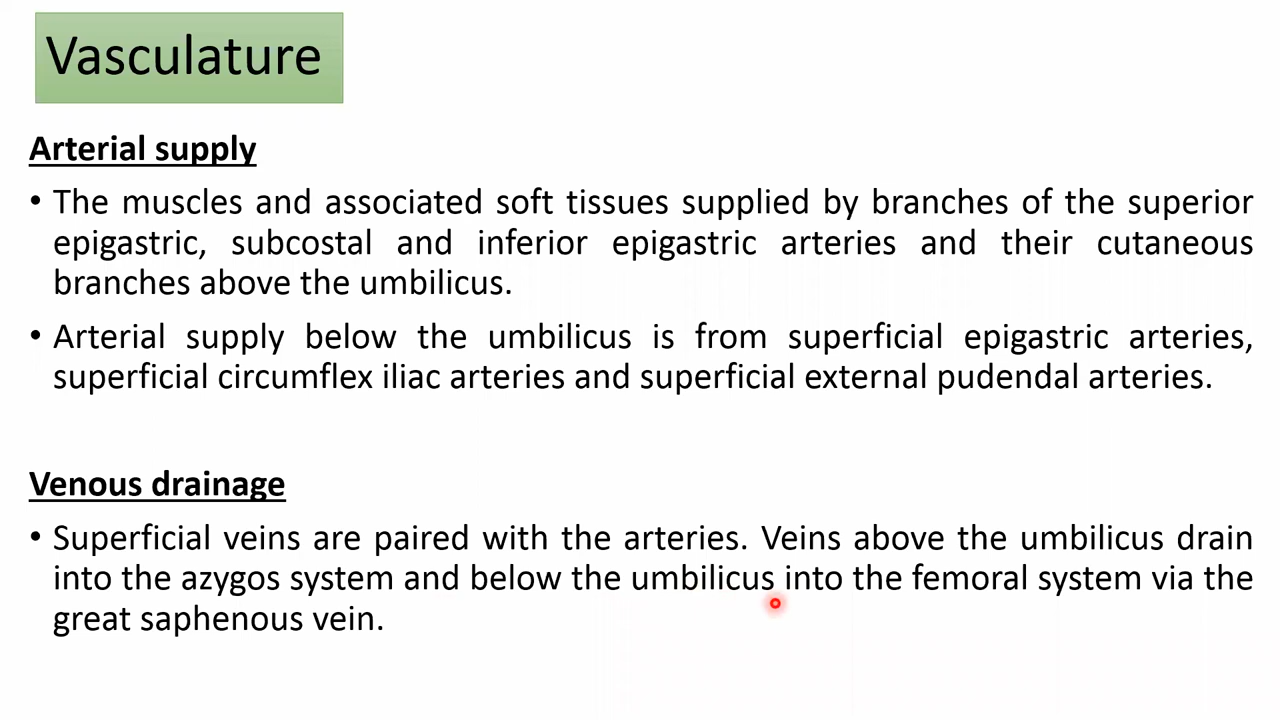 Vasculature
Arterial supply
• The muscles and associated soft tissues supplied by branches of the superior
epigastric, subcostal and inferior epigastric arteries and their cutaneous
branches above the umbilicus.
• Arterial supply below the umbilicus is from superficial epigastric arteries,
superficial circumflex iliac arteries and superficial external pudendal arteries.
Venous drainage
• Superficial veins are paired with the arteries. Veins above the umbilicus drain
into the azygos system and below the umbilicus into the femoral system via the
great saphenous vein.